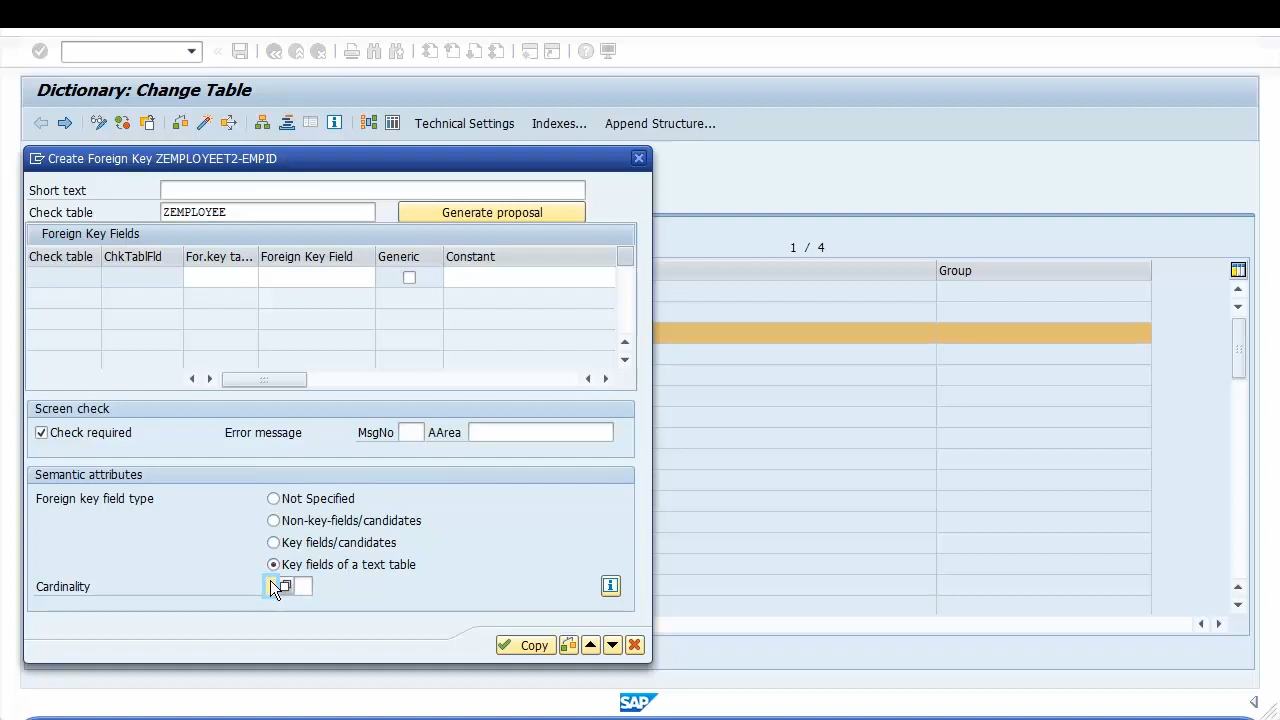 Dictionary: Change Table
Technical Settings Indexes... Append Structure...
Create Foreign Key ZEMPLOYEET2-EMPID
Short text
Check table ZEMPLOYEE Generate proposal
Foreign Key Fields
Check table ChkTablFld For.key ta... Foreign Key Field Generic Constant
1 / 4
Group
Screen check
Check required Error message MsgNo AArea
Semantic attributes
Foreign key field type
Not Specified
Non-key-fields/candidates
Key fields/candidates
Key fields of a text table
Cardinality
Copy
SAP